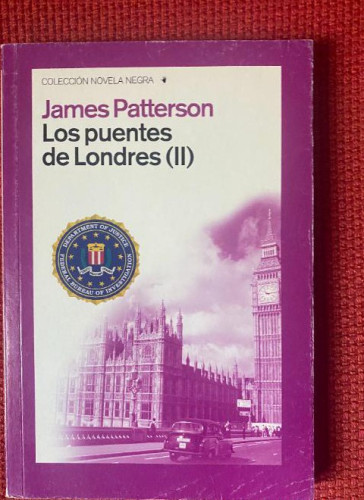 COLECCIÓN NOVELA NEGRA
James Patterson
Los puentes
de Londres (II)
DEPARTMENT OF JUSTICE
FEDERAL BUREAU OF INVESTIGATION